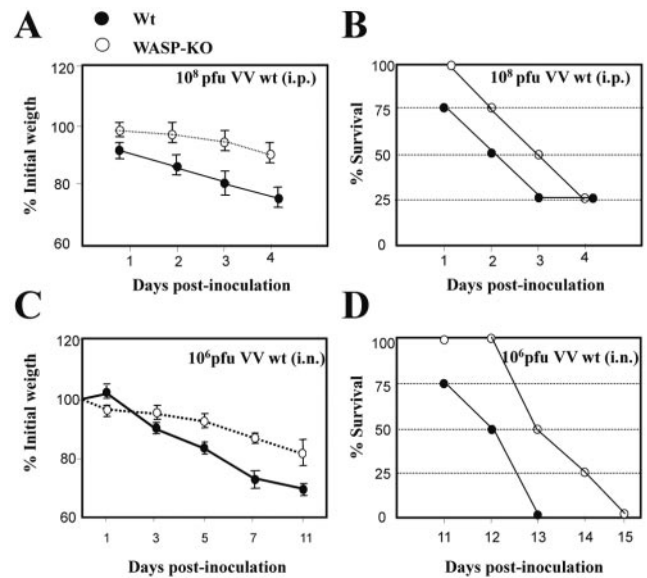 A
Wt
WASP-KO
B
120
100
80
60
% Initial weigth
10⁸ pfu VV wt (i.p.)
1 2 3 4
Days post-inoculation
100
75
50
25
0
% Survival
10⁸ pfu VV wt (i.p.)
1 2 3 4
Days post-inoculation
C
D
120
100
80
60
% Initial weigth
10⁶pfu VV wt (i.n.)
1 3 5 7 11
Days post-inoculation
100
75
50
25
0
% Survival
10⁶pfu VV wt (i.n.)
11 12 13 14 15
Days post-inoculation